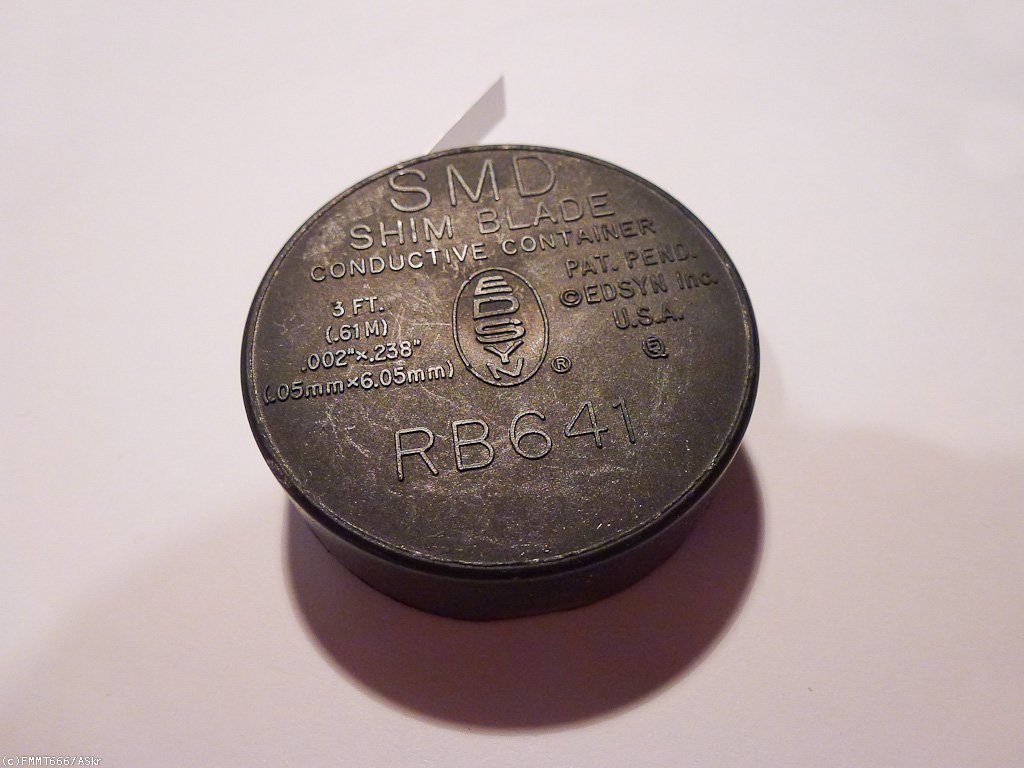 SMD
SHIM BLADE
CONDUCTIVE CONTAINER
3 FT.
(.61M)
.002"×.238"
(.05mm×6.05mm)
EDSYN
®
PAT. PEND.
©EDSYN Inc.
U.S.A.
RB641
(c)FMMT666/ASkr